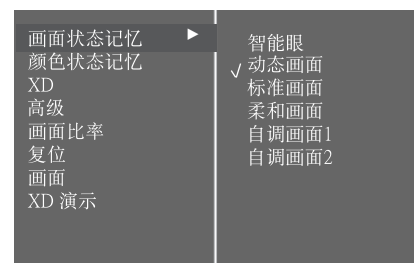 画面状态记忆
颜色状态记忆
XD
高级
画面比率
复位
画面
XD 演示
智能眼
动态画面
标准画面
柔和画面
自调画面1
自调画面2